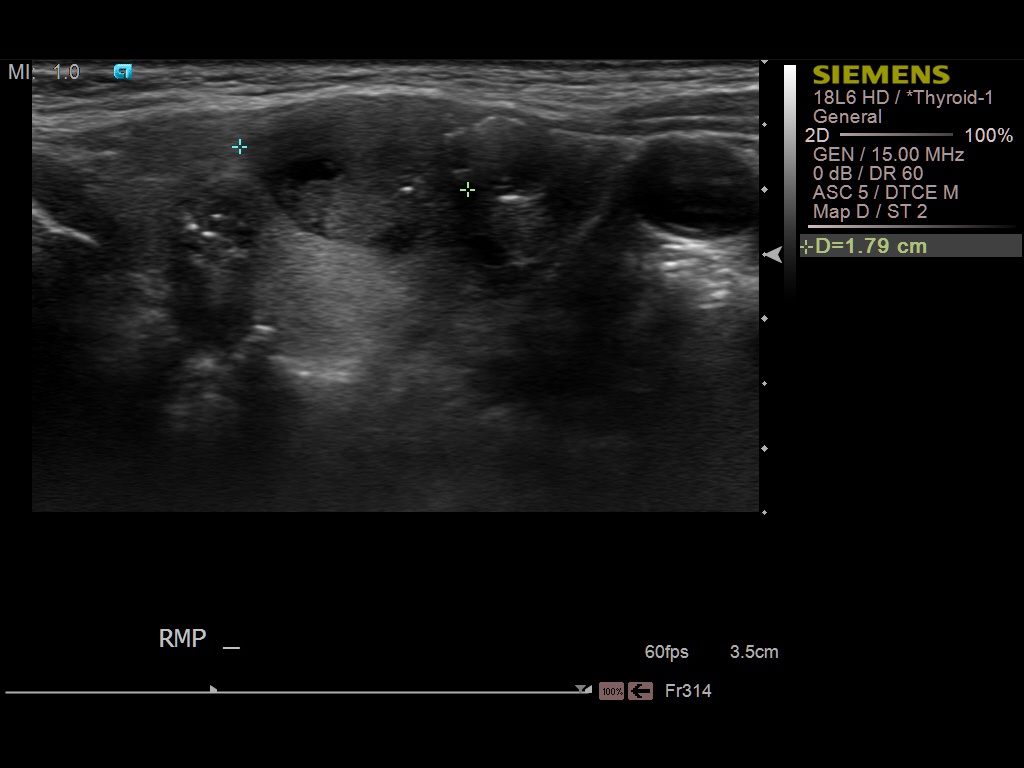 MI: 1.0
SIEMENS
18L6 HD / *Thyroid-1
General
2D 100%
GEN / 15.00 MHz
0 dB / DR 60
ASC 5 / DTCE M
Map D / ST 2
D=1.79 cm
RMP _
60fps 3.5cm
100% Fr314